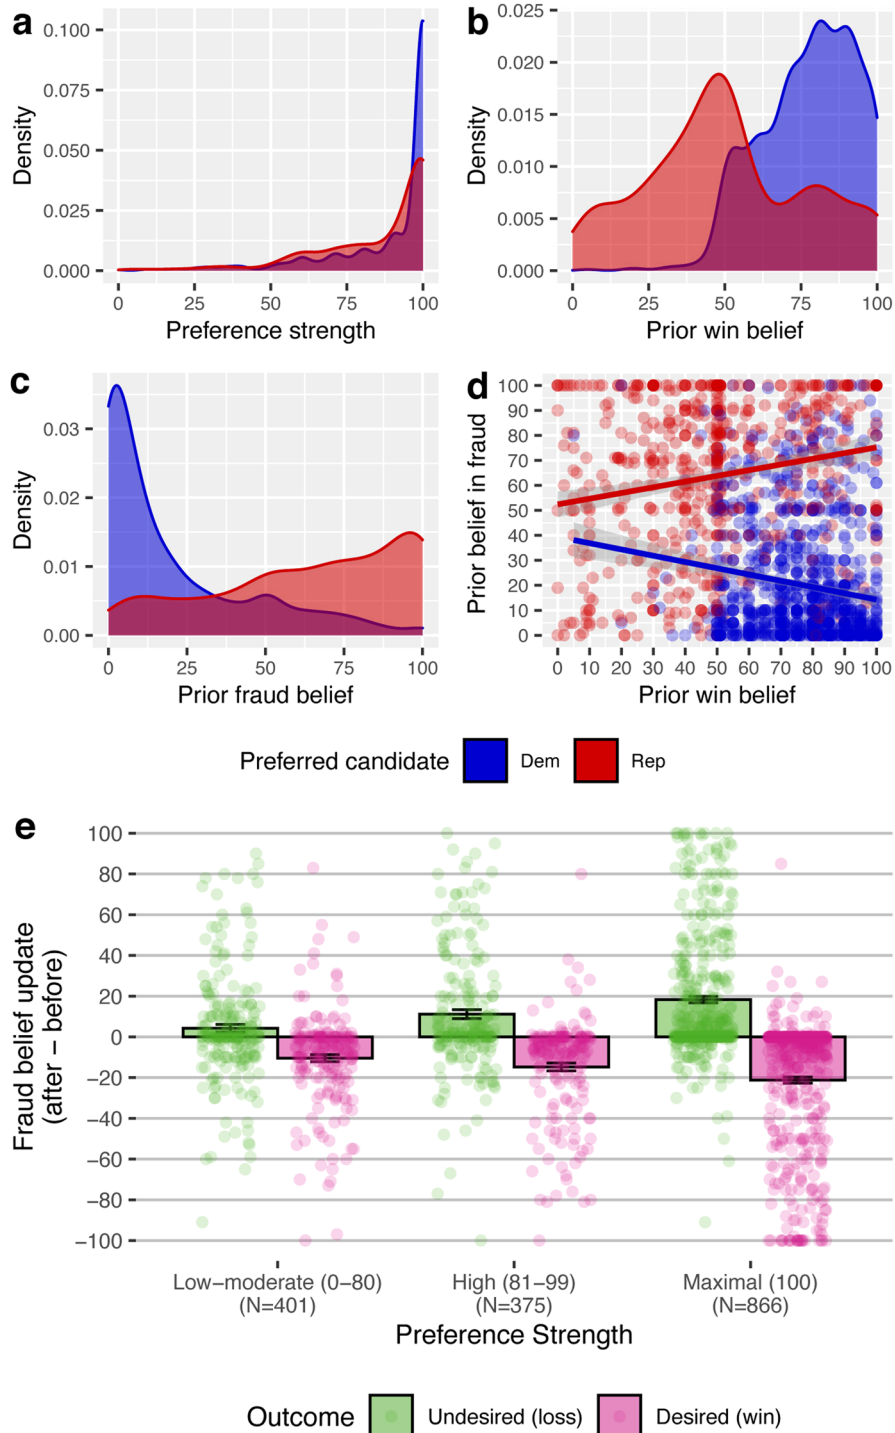 a
0.100
0.075
0.050
0.025
0.000
Density
0 25 50 75 100
Preference strength
b
0.025
0.020
0.015
0.010
0.005
0.000
Density
0 25 50 75 100
Prior win belief
c
0.03
0.02
0.01
0.00
Density
0 25 50 75 100
Prior fraud belief
d
100
90
80
70
60
50
40
30
20
10
0
Prior belief in fraud
0 10 20 30 40 50 60 70 80 90 100
Prior win belief
Preferred candidate Dem Rep
e
100
80
60
40
20
0
−20
−40
−60
−80
−100
Fraud belief update
(after − before)
Low−moderate (0−80) High (81−99) Maximal (100)
(N=401) (N=375) (N=866)
Preference Strength
Outcome Undesired (loss) Desired (win)